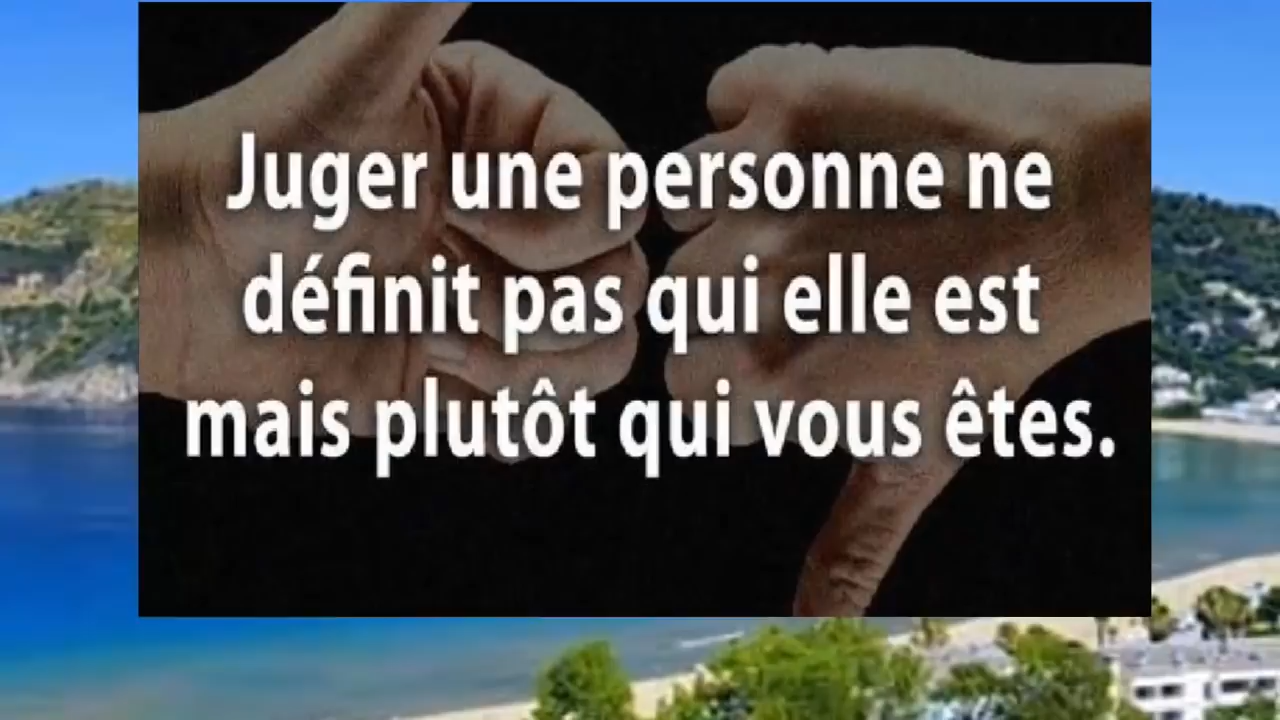 Juger une personne ne
définit pas qui elle est
mais plutôt qui vous êtes.